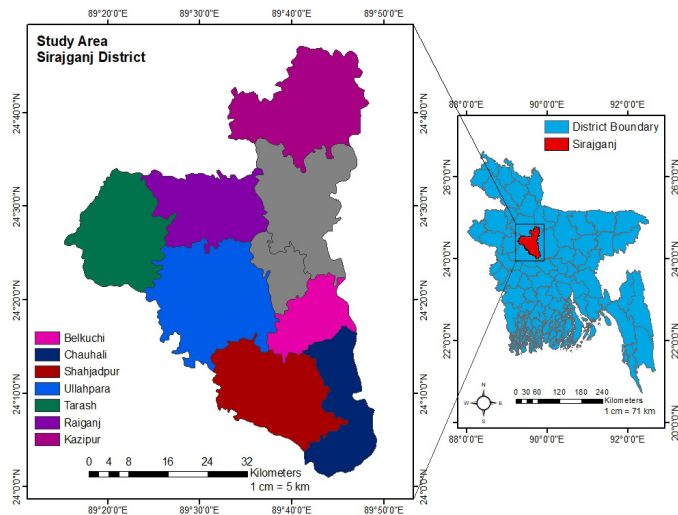 89°20'0"E 89°30'0"E 89°40'0"E 89°50'0"E
Study Area
Sirajganj District
24°40'0"N
24°30'0"N
24°20'0"N
24°10'0"N
24°0'0"N
24°40'0"N
24°30'0"N
24°20'0"N
24°10'0"N
24°0'0"N
Belkuchi
Chauhali
Shahjadpur
Ullahpara
Tarash
Raiganj
Kazipur
0 4 8 16 24 32
Kilometers
1 cm = 5 km
89°20'0"E 89°30'0"E 89°40'0"E 89°50'0"E
88°0'0"E 90°0'0"E 92°0'0"E
District Boundary
Sirajganj
26°0'0"N
24°0'0"N
22°0'0"N
26°0'0"N
24°0'0"N
22°0'0"N
20°0'0"N
N
W E
S
0 30 60 120 180 240
Kilometers
1 cm = 71 km
88°0'0"E 90°0'0"E 92°0'0"E